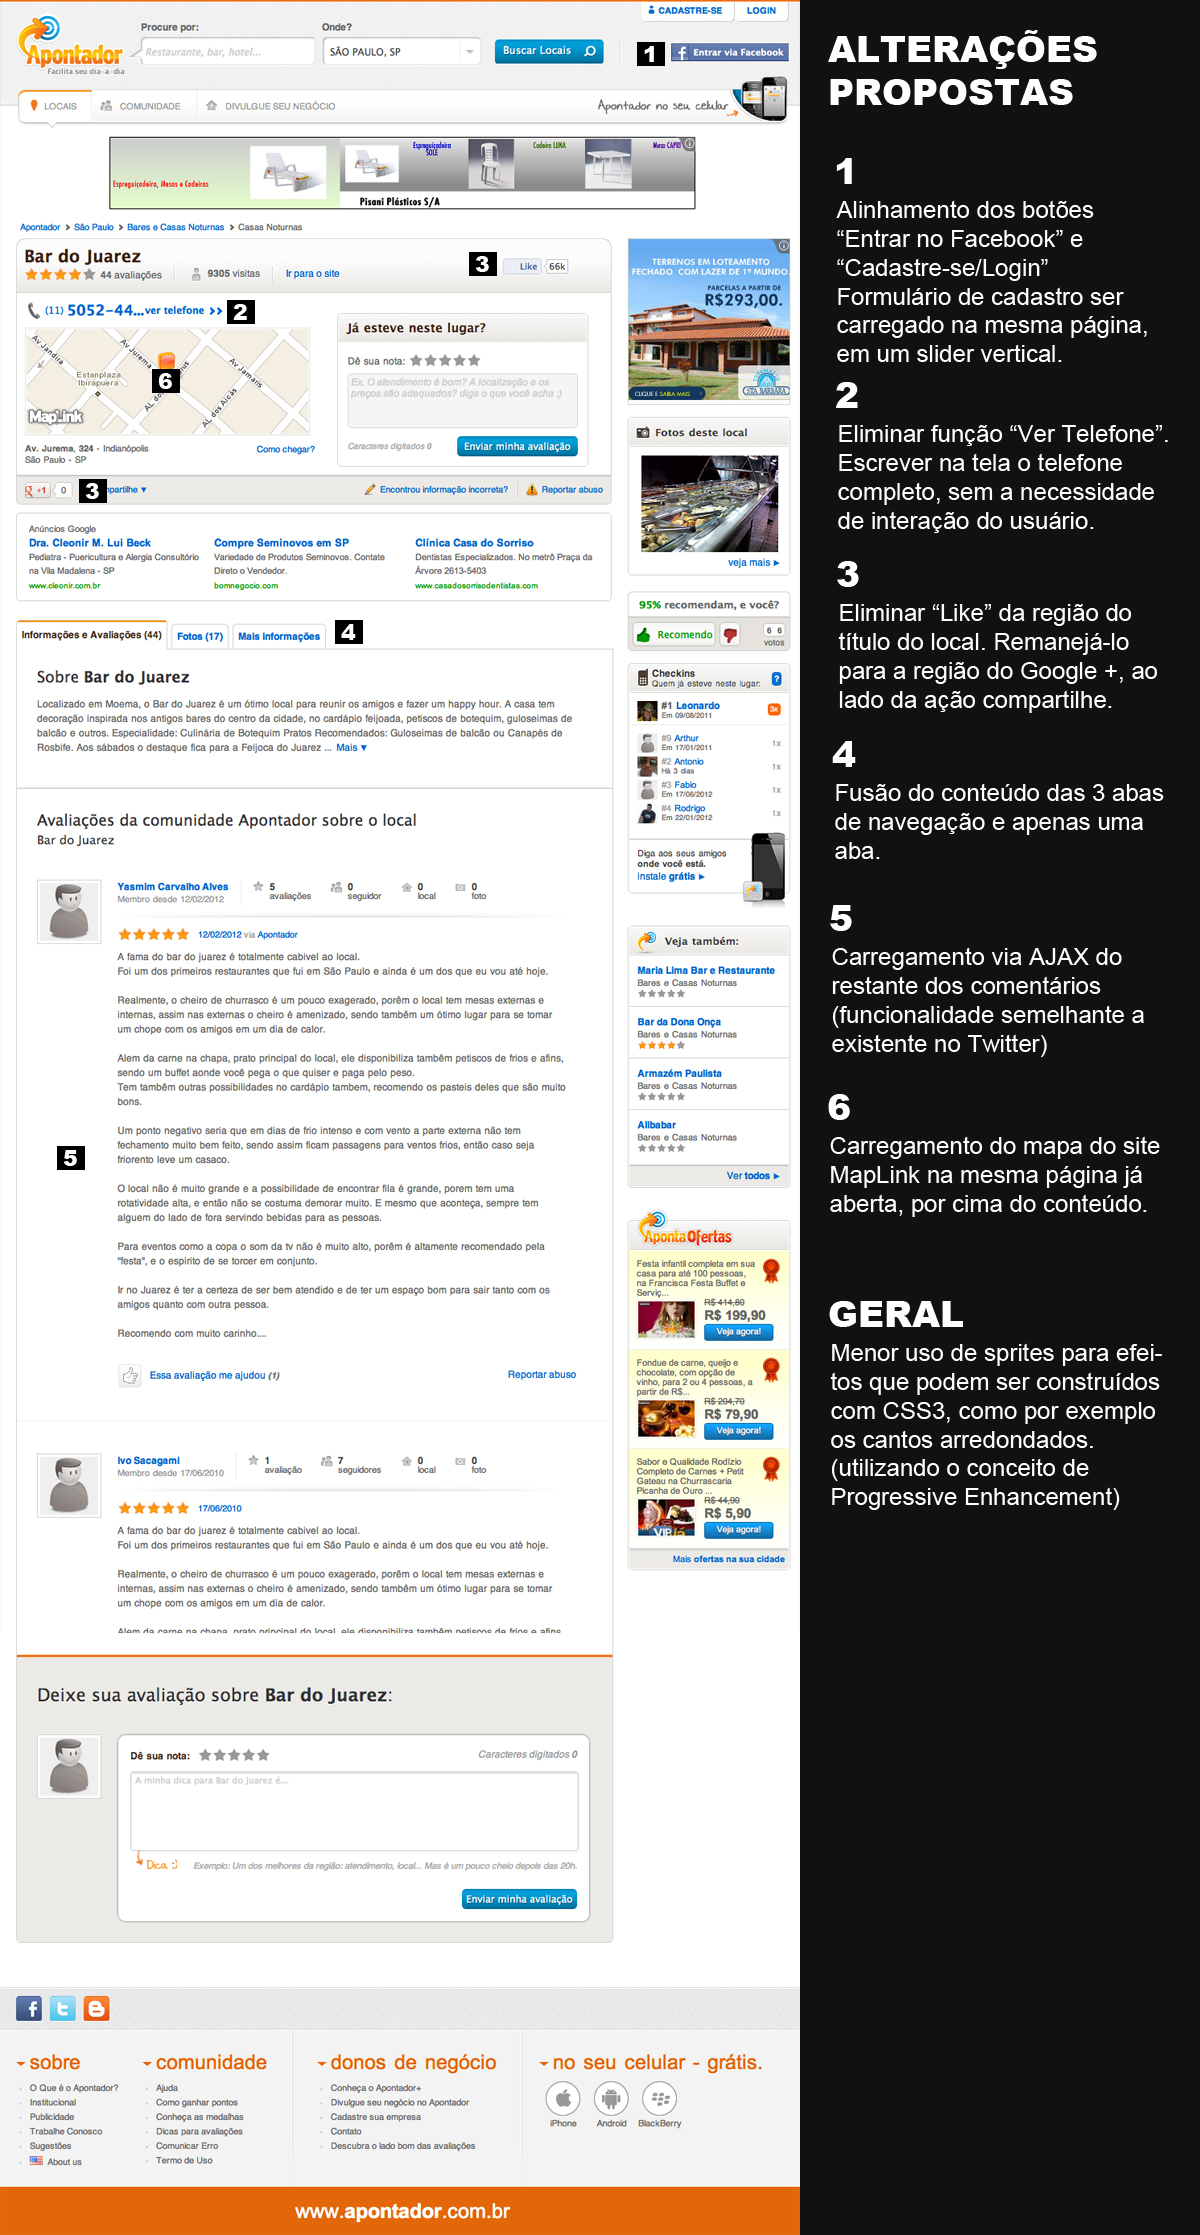 CADASTRE-SE
LOGIN
Procure por:
Onde?
Apontador
Facilita seu dia-a-dia
Restaurante, bar, hotel...
SÃO PAULO, SP
Buscar Locais
1
Entrar via Facebook
LOCAIS
COMUNIDADE
DIVULGUE SEU NEGÓCIO
Apontador no seu celular
Espreguiçadeira, Mesas e Cadeiras
Espreguiçadeira
SOLE
Cadeira LUNA
Mesa CAPRI
Pisani Plásticos S/A
Apontador > São Paulo > Bares e Casas Noturnas > Casas Noturnas
Bar do Juarez
44 avaliações
9305 visitas
Ir para o site
3
Like
66k
(11) 5052-44...ver telefone >>
2
Av Jandira
Av Jurema
Av Jamaris
Estanplaza
Ibirapuera
AL dos Aicás
6
MapLink
Av. Jurema, 324 - Indianópolis
São Paulo - SP
Como chegar?
Já esteve neste lugar?
Dê sua nota:
Ex. O atendimento é bom? A localização e os
preços são adequados? diga o que você acha :)
Caracteres digitados 0
Enviar minha avaliação
+1
0
3
partilhe
Encontrou informação incorreta?
Reportar abuso
Anúncios Google
Dra. Cleonir M. Lui Beck
Pediatra - Puericultura e Alergia Consultório
na Vila Madalena - SP
www.cleonir.com.br
Compre Seminovos em SP
Variedade de Produtos Seminovos. Contate
Direto o Vendedor.
bomnegocio.com
Clínica Casa do Sorriso
Dentistas Especializados. No metrô Praça da
Árvore 2613-5403
www.casadosorrisodentistas.com
Informações e Avaliações (44)
Fotos (17)
Mais informações
4
Sobre Bar do Juarez
Localizado em Moema, o Bar do Juarez é um ótimo local para reunir os amigos e fazer um happy hour. A casa tem
decoração inspirada nos antigos bares do centro da cidade, no cardápio feijoada, petiscos de botequim, guloseimas de
balcão e outros. Especialidade: Culinária de Botequim Pratos Recomendados: Guloseimas de balcão ou Canapés de
Rosbife. Aos sábados o destaque fica para a Feijoca do Juarez ... Mais
Avaliações da comunidade Apontador sobre o local
Bar do Juarez
Yasmim Carvalho Alves
Membro desde 12/02/2012
5
avaliações
0
seguidor
0
local
0
foto
12/02/2012 via Apontador
A fama do bar do juarez é totalmente cabivel ao local.
Foi um dos primeiros restaurantes que fui em São Paulo e ainda é um dos que eu vou até hoje.
Realmente, o cheiro de churrasco é um pouco exagerado, porêm o local tem mesas externas e
internas, assim nas externas o cheiro é amenizado, sendo também um ótimo lugar para se tomar
um chope com os amigos em um dia de calor.
Alem da carne na chapa, prato principal do local, ele disponibiliza também petiscos de frios e afins,
sendo um buffet aonde você pega o que quiser e paga pelo peso.
Tem também outras possibilidades no cardápio tambem, recomendo os pasteis deles que são muito
bons.
Um ponto negativo seria que em dias de frio intenso e com vento a parte externa não tem
fechamento muito bem feito, sendo assim ficam passagens para ventos frios, então caso seja
friorento leve um casaco.
5
O local não é muito grande e a possibilidade de encontrar fila é grande, porem tem uma
rotatividade alta, e então não se costuma demorar muito. E mesmo que aconteça, sempre tem
alguem do lado de fora servindo bebidas para as pessoas.
Para eventos como a copa o som da tv não é muito alto, porêm é altamente recomendado pela
"festa", e o espirito de se torcer em conjunto.
Ir no Juarez é ter a certeza de ser bem atendido e de ter um espaço bom para sair tanto com os
amigos quanto com outra pessoa.
Recomendo com muito carinho....
Essa avaliação me ajudou (1)
Reportar abuso
Ivo Sacagami
Membro desde 17/06/2010
1
avaliação
7
seguidores
0
local
0
foto
17/06/2010
A fama do bar do juarez é totalmente cabivel ao local.
Foi um dos primeiros restaurantes que fui em São Paulo e ainda é um dos que eu vou até hoje.
Realmente, o cheiro de churrasco é um pouco exagerado, porêm o local tem mesas externas e
internas, assim nas externas o cheiro é amenizado, sendo também um ótimo lugar para se tomar
um chope com os amigos em um dia de calor.
Alem da carne na chapa, prato principal do local, ele disponibiliza também petiscos de frios e afins,
Deixe sua avaliação sobre Bar do Juarez:
Dê sua nota:
Caracteres digitados 0
A minha dica para Bar do Juarez é...
Dica :)
Exemplo: Um dos melhores da região: atendimento, local... Mas é um pouco cheio depois das 20h.
Enviar minha avaliação
TERRENOS EM LOTEAMENTO
FECHADO COM LAZER DE 1º MUNDO.
PARCELAS A PARTIR DE
R$293,00.
CLIQUE E SAIBA MAIS
STA BÁRBARA
Fotos deste local
veja mais
95% recomendam, e você?
Recomendo
6 6
votos
Checkins
Quem já esteve neste lugar:
?
#1 Leonardo
Em 09/08/2011
3x
#9 Arthur
Em 17/01/2011
1x
#2 Antonio
Há 3 dias
1x
#3 Fabio
Em 17/06/2012
1x
#4 Rodrigo
Em 22/01/2012
1x
Diga aos seus amigos
onde você está.
instale grátis
Veja também:
Maria Lima Bar e Restaurante
Bares e Casas Noturnas
Bar da Dona Onça
Bares e Casas Noturnas
Armazém Paulista
Bares e Casas Noturnas
Alibabar
Bares e Casas Noturnas
Ver todos
ApontaOfertas
Festa infantil completa em sua
casa para até 100 pessoas,
na Francisca Festa Buffet e
Serviç...
R$ 414,80
R$ 199,90
Veja agora!
Fondue de carne, queijo e
chocolate, com opção de
vinho, para 2 ou 4 pessoas, a
partir de R$...
R$ 204,70
R$ 79,90
Veja agora!
Sabor e Qualidade Rodízio
Completo de Carnes + Petit
Gateau na Churrascaria
Picanha de Ouro ...
R$ 44,90
R$ 5,90
VIP
Veja agora!
Mais ofertas na sua cidade
sobre
O Que é o Apontador?
Institucional
Publicidade
Trabalhe Conosco
Sugestões
About us
comunidade
Ajuda
Como ganhar pontos
Conheça as medalhas
Dicas para avaliações
Comunicar Erro
Termo de Uso
donos de negócio
Conheça o Apontador+
Divulgue seu negócio no Apontador
Cadastre sua empresa
Contato
Descubra o lado bom das avaliações
no seu celular - grátis.
iPhone
Android
BlackBerry
www.apontador.com.br
ALTERAÇÕES
PROPOSTAS
1
Alinhamento dos botões
“Entrar no Facebook” e
“Cadastre-se/Login”
Formulário de cadastro ser
carregado na mesma página,
em um slider vertical.
2
Eliminar função “Ver Telefone”.
Escrever na tela o telefone
completo, sem a necessidade
de interação do usuário.
3
Eliminar “Like” da região do
título do local. Remanejá-lo
para a região do Google +, ao
lado da ação compartilhe.
4
Fusão do conteúdo das 3 abas
de navegação e apenas uma
aba.
5
Carregamento via AJAX do
restante dos comentários
(funcionalidade semelhante a
existente no Twitter)
6
Carregamento do mapa do site
MapLink na mesma página já
aberta, por cima do conteúdo.
GERAL
Menor uso de sprites para efei-
tos que podem ser construídos
com CSS3, como por exemplo
os cantos arredondados.
(utilizando o conceito de
Progressive Enhancement)